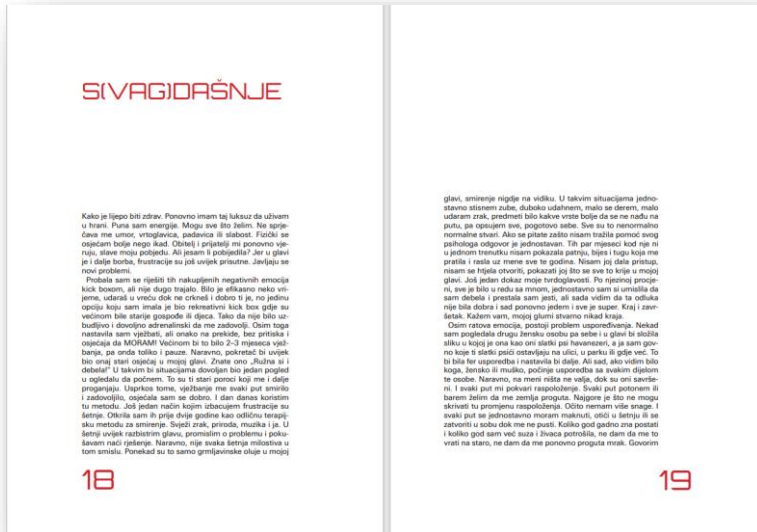 S(VAG)DAŠNJE
Kako je lijepo biti zdrav. Ponovno imam taj luksuz da uživam
u hrani. Puna sam energije. Mogu sve što želim. Ne sprje-
čava me umor, vrtoglavica, padavica ili slabost. Fizički se
osjećam bolje nego ikad. Obitelj i prijatelji mi ponovno vje-
ruju, slave moju pobjedu. Ali jesam li pobijedila? Jer u glavi
je i dalje borba, frustracije su još uvijek prisutne. Javljaju se
novi problemi.
Probala sam se riješiti tih nakupljenih negativnih emocija
kick boxom, ali nije dugo trajalo. Bilo je efikasno neko vri-
jeme, udaraš u vreću dok ne crkneš i dobro ti je, no jedinu
opciju koju sam imala je bio rekreativni kick box gdje su
većinom bile starije gospođe ili djeca. Tako da nije bilo uz-
budljivo i dovoljno adrenalinski da me zadovolji. Osim toga
nastavila sam vježbati, ali onako na prekide, bez pritiska i
osjećaja da MORAM! Većinom bi to bilo 2–3 mjeseca vjež-
banja, pa onda toliko i pauze. Naravno, pokretač bi uvijek
bio onaj stari osjećaj u mojoj glavi. Znate ono „Ružna si i
debela!" U takvim bi situacijama dovoljan bio jedan pogled
u ogledalu da počnem. To su ti stari poroci koji me i dalje
proganjaju. Usprkos tome, vježbanje me svaki put smirilo
i zadovoljilo, osjećala sam se dobro. I dan danas koristim
tu metodu. Još jedan način kojim izbacujem frustracije su
šetnje. Otkrila sam ih prije dvije godine kao odličnu terapij-
sku metodu za smirenje. Svježi zrak, priroda, muzika i ja. U
šetnji uvijek razbistrim glavu, promislim o problemu i poku-
šavam naći rješenje. Naravno, nije svaka šetnja milostiva u
tom smislu. Ponekad su to samo grmljavinske oluje u mojoj
18
glavi, smirenje nigdje na vidiku. U takvim situacijama jedno-
stavno stisnem zube, duboko udahnem, malo se derem, malo
udaram zrak, predmeti bilo kakve vrste bolje da se ne nađu na
putu, pa opsujem sve, pogotovo sebe. Sve su to nenormalno
normalne stvari. Ako se pitate zašto nisam tražila pomoć svog
psihologa odgovor je jednostavan. Tih par mjeseci kod nje ni
u jednom trenutku nisam pokazala patnju, bijes i tugu koja me
pratila i rasla uz mene sve te godine. Nisam joj dala pristup,
nisam se htjela otvoriti, pokazati joj što se sve to krije u mojoj
glavi. Još jedan dokaz moje tvrdoglavosti. Po njezinoj procje-
ni, sve je bilo u redu sa mnom, jednostavno sam si umislila da
sam debela i prestala sam jesti, ali sada vidim da ta odluka
nije bila dobra i sad ponovno jedem i sve je super. Kraj i zavr-
šetak. Kažem vam, mojoj glumi stvarno nikad kraja.
Osim ratova emocija, postoji problem uspoređivanja. Nekad
sam pogledala drugu žensko osobu pa sebe i u glavi bi složila
sliku u kojoj je ona kao oni slatki psi havanezeri, a ja sam gov-
no koje ti slatki psići ostavljaju na ulici, u parku ili gdje već. To
bi bila fer usporedba i nastavila bi dalje. Ali sad, ako vidim bilo
koga, žensko ili muško, počinje usporedba sa svakim dijelom
te osobe. Naravno, na meni ništa ne valja, dok su oni savrše-
ni. I svaki put mi pokvari raspoloženje. Svaki put potonem ili
barem želim da me zemlja proguta. Najgore je što ne mogu
skrivati tu promjenu raspoloženja. Očito nemam više snage. I
svaki put se jednostavno moram maknuti, otići u šetnju ili se
zatvoriti u sobu dok me ne pusti. Koliko god gadno zna postati
i koliko god sam već suza i živaca potrošila, ne dam da me to
vrati na staro, ne dam da me ponovno proguta mrak. Govorim
19